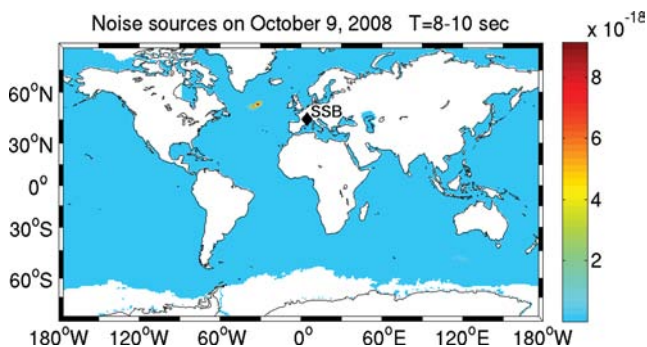 Noise sources on October 9, 2008 T=8-10 sec
x 10-18
8
6
4
2
60°N
30°N
0°
30°S
60°S
SSB
180°W 120°W 60°W 0° 60°E 120°E 180°W